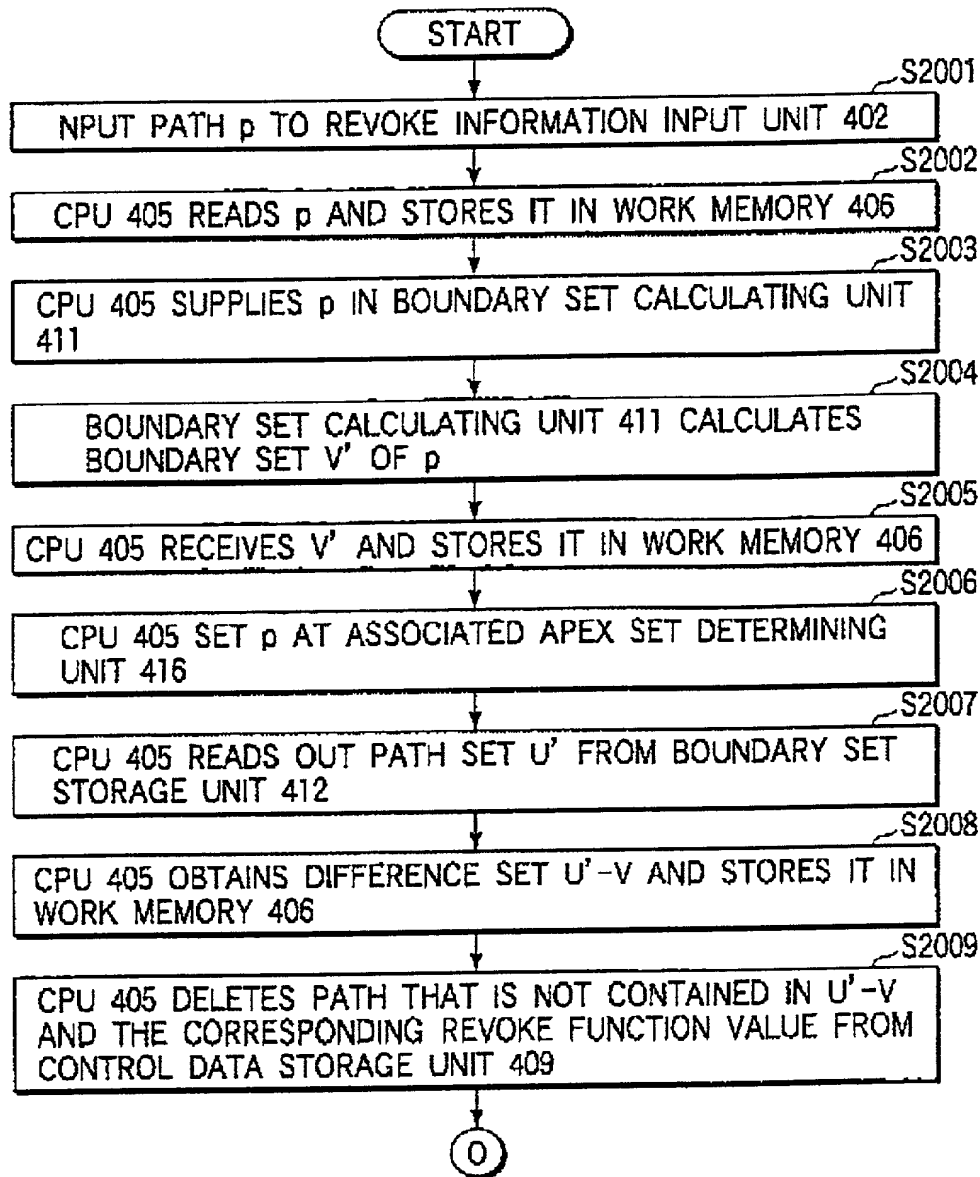 START
S2001
NPUT PATH p TO REVOKE INFORMATION INPUT UNIT 402
S2002
CPU 405 READS p AND STORES IT IN WORK MEMORY 406
S2003
CPU 405 SUPPLIES p IN BOUNDARY SET CALCULATING UNIT
411
S2004
BOUNDARY SET CALCULATING UNIT 411 CALCULATES
BOUNDARY SET V' OF p
S2005
CPU 405 RECEIVES V' AND STORES IT IN WORK MEMORY 406
S2006
CPU 405 SET p AT ASSOCIATED APEX SET DETERMINING
UNIT 416
S2007
CPU 405 READS OUT PATH SET U' FROM BOUNDARY SET
STORAGE UNIT 412
S2008
CPU 405 OBTAINS DIFFERENCE SET U'-V AND STORES IT IN
WORK MEMORY 406
S2009
CPU 405 DELETES PATH THAT IS NOT CONTAINED IN U'-V
AND THE CORRESPONDING REVOKE FUNCTION VALUE FROM
CONTROL DATA STORAGE UNIT 409
O